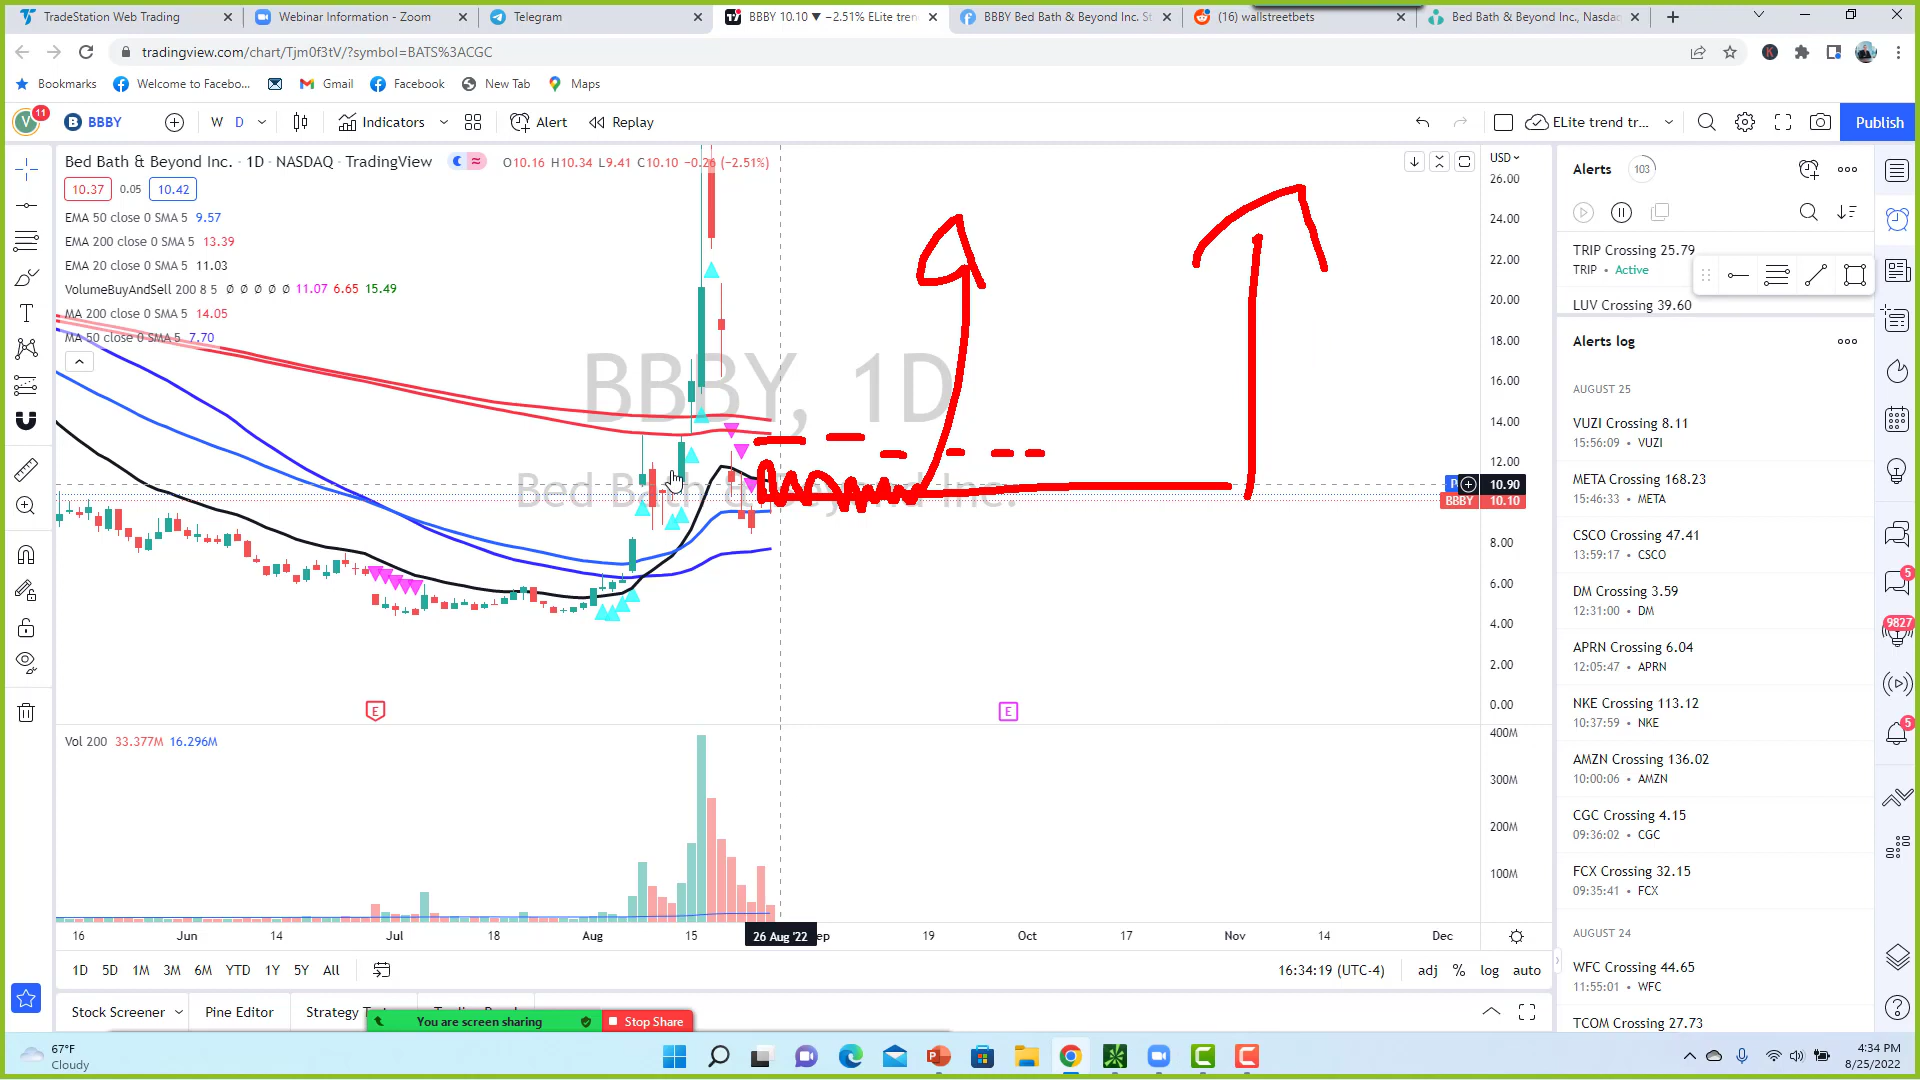 TradeStation Web Trading
Webinar Information - Zoom
Telegram
BBBY 10.10 ▼ −2.51% ELite tren
BBBY Bed Bath & Beyond Inc. St
(16) wallstreetbets
Bed Bath & Beyond Inc., Nasda
tradingview.com/chart/Tjm0f3tV/?symbol=BATS%3ACGC
Bookmarks
Welcome to Facebo...
Gmail
Facebook
New Tab
Maps
V 11
B BBBY
W D
Indicators
Alert
Replay
ELite trend tr...
Publish
Bed Bath & Beyond Inc. · 1D · NASDAQ · TradingView
O10.16 H10.34 L9.41 C10.10 −0.26 (−2.51%)
10.37 0.05 10.42
EMA 50 close 0 SMA 5 9.57
EMA 200 close 0 SMA 5 13.39
EMA 20 close 0 SMA 5 11.03
VolumeBuyAndSell 200 8 5 Ø Ø Ø Ø Ø 11.07 6.65 15.49
MA 200 close 0 SMA 5 14.05
MA 50 close 0 SMA 5 7.70
BBBY, 1D
Bed Bath & Beyond Inc.
USD
26.00
24.00
22.00
20.00
18.00
16.00
14.00
12.00
10.90
BBBY 10.10
8.00
6.00
4.00
2.00
0.00
E
E
Vol 200 33.377M 16.296M
400M
300M
200M
100M
16 Jun 14 Jul 18 Aug 15 26 Aug '22 ep 19 Oct 17 Nov 14 Dec
1D 5D 1M 3M 6M YTD 1Y 5Y All
16:34:19 (UTC-4)
adj % log auto
Stock Screener
Pine Editor
Strategy
You are screen sharing
Stop Share
Alerts 103
TRIP Crossing 25.79
TRIP • Active
LUV Crossing 39.60
Alerts log
AUGUST 25
VUZI Crossing 8.11
15:56:09 • VUZI
META Crossing 168.23
15:46:33 • META
CSCO Crossing 47.41
13:59:17 • CSCO
DM Crossing 3.59
12:31:00 • DM
APRN Crossing 6.04
12:05:47 • APRN
NKE Crossing 113.12
10:37:59 • NKE
AMZN Crossing 136.02
10:00:06 • AMZN
CGC Crossing 4.15
09:36:02 • CGC
FCX Crossing 32.15
09:35:41 • FCX
AUGUST 24
WFC Crossing 44.65
11:55:01 • WFC
TCOM Crossing 27.73
5
9827
5
67°F
Cloudy
4:34 PM
8/25/2022